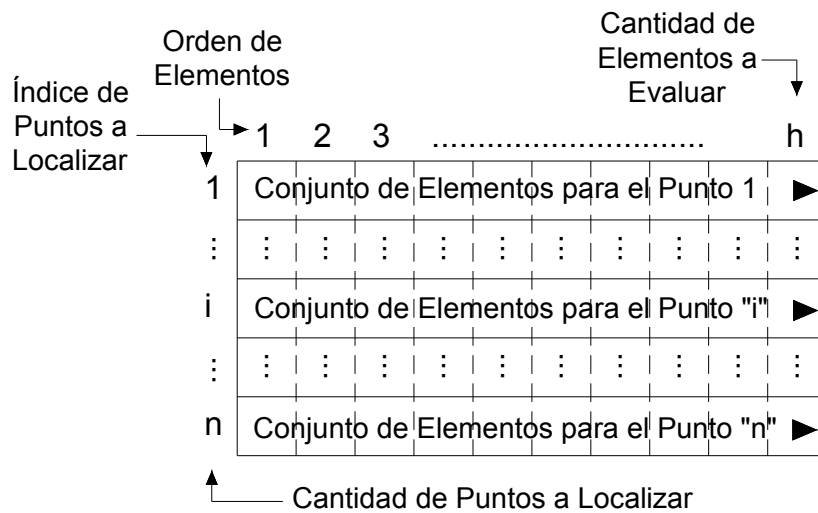 Orden de
Elementos
Cantidad de
Elementos a
Evaluar
Índice de
Puntos a
Localizar
1 2 3 .............................. h
1 Conjunto de Elementos para el Punto 1
⋮ ⋮ ⋮ ⋮ ⋮ ⋮ ⋮ ⋮ ⋮ ⋮ ⋮
i Conjunto de Elementos para el Punto "i"
⋮ ⋮ ⋮ ⋮ ⋮ ⋮ ⋮ ⋮ ⋮ ⋮ ⋮
n Conjunto de Elementos para el Punto "n"
Cantidad de Puntos a Localizar